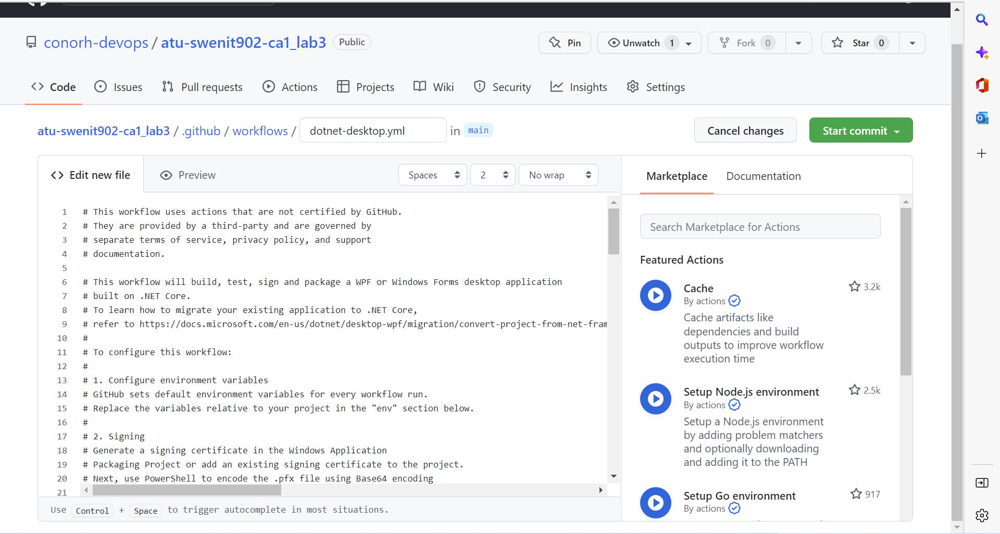 conorh-devops / atu-swenit902-ca1_lab3 Public
Pin
Unwatch 1
Fork 0
Star 0
Code
Issues
Pull requests
Actions
Projects
Wiki
Security
Insights
Settings
atu-swenit902-ca1_lab3 / .github / workflows / dotnet-desktop.yml in main
Cancel changes
Start commit
Edit new file
Preview
Spaces
2
No wrap
1 # This workflow uses actions that are not certified by GitHub.
2 # They are provided by a third-party and are governed by
3 # separate terms of service, privacy policy, and support
4 # documentation.
5
6 # This workflow will build, test, sign and package a WPF or Windows Forms desktop application
7 # built on .NET Core.
8 # To learn how to migrate your existing application to .NET Core,
9 # refer to https://docs.microsoft.com/en-us/dotnet/desktop-wpf/migration/convert-project-from-net-fram
10 #
11 # To configure this workflow:
12 #
13 # 1. Configure environment variables
14 # GitHub sets default environment variables for every workflow run.
15 # Replace the variables relative to your project in the "env" section below.
16 #
17 # 2. Signing
18 # Generate a signing certificate in the Windows Application
19 # Packaging Project or add an existing signing certificate to the project.
20 # Next, use PowerShell to encode the .pfx file using Base64 encoding
21
Use Control + Space to trigger autocomplete in most situations.
Marketplace
Documentation
Search Marketplace for Actions
Featured Actions
Cache
3.2k
By actions
Cache artifacts like
dependencies and build
outputs to improve workflow
execution time
Setup Node.js environment
2.5k
By actions
Setup a Node.js environment
by adding problem matchers
and optionally downloading
and adding it to the PATH
Setup Go environment
917
By actions